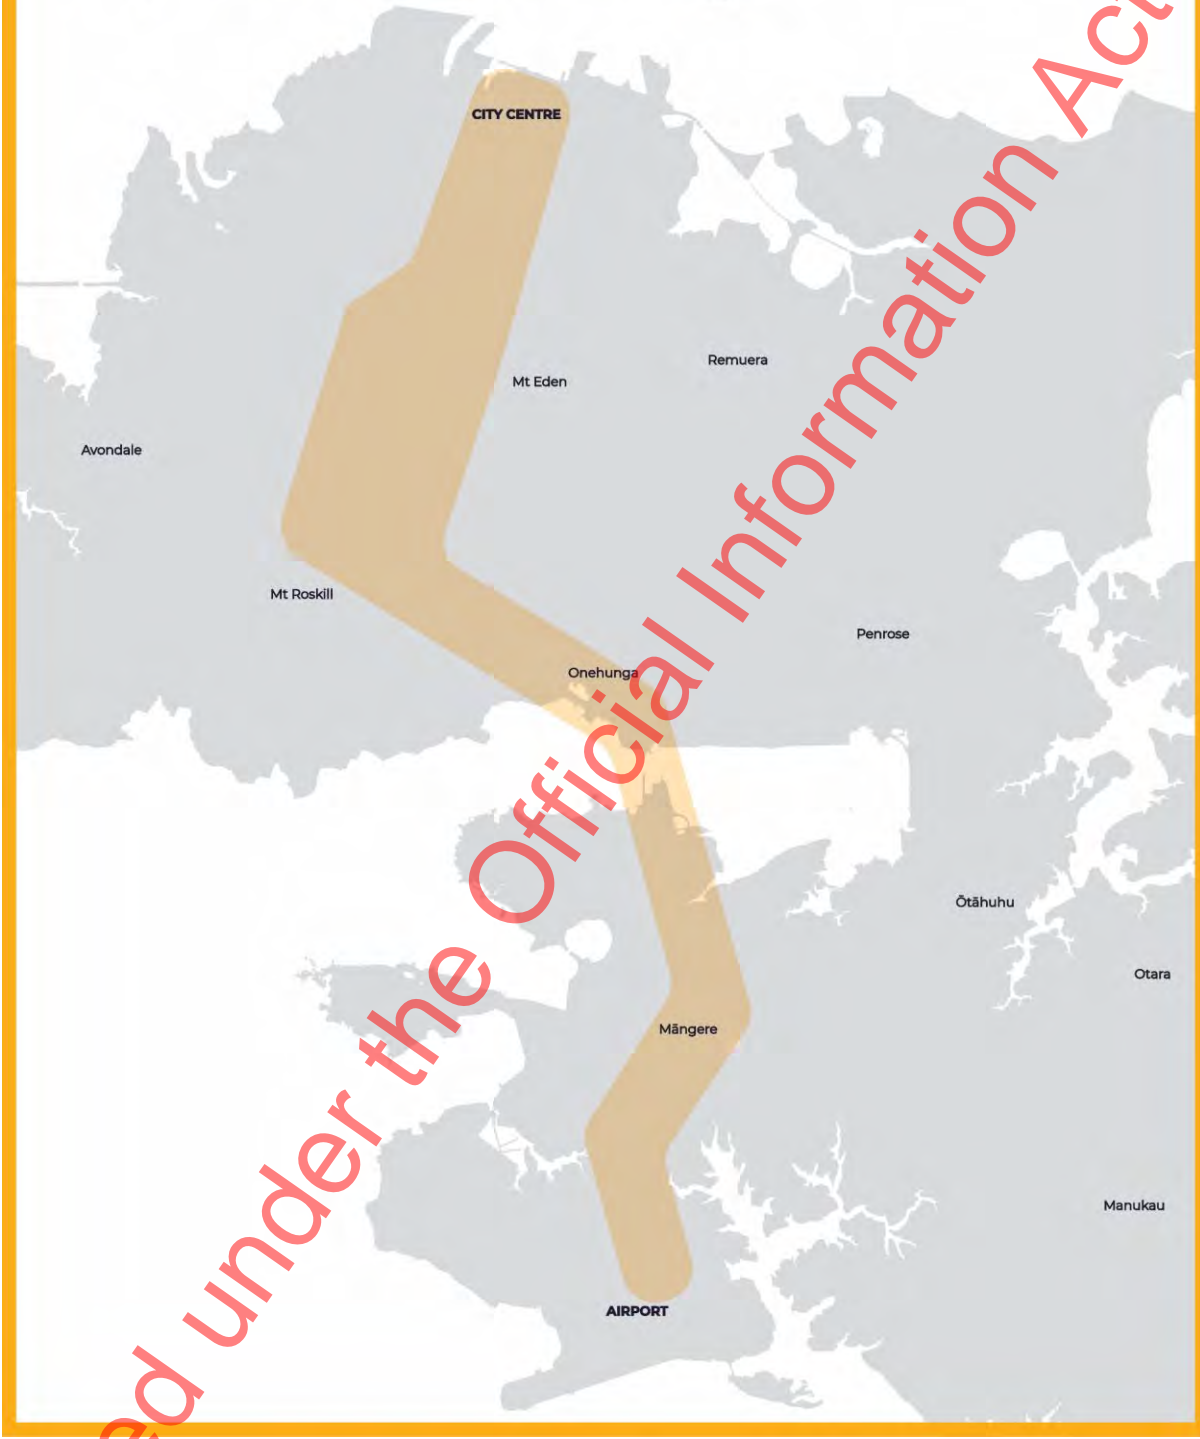 CITY CENTRE
Remuera
Mt Eden
Avondale
Mt Roskill
Penrose
Onehunga
Ōtāhuhu
Otara
Māngere
Manukau
AIRPORT
under the Official Information Act